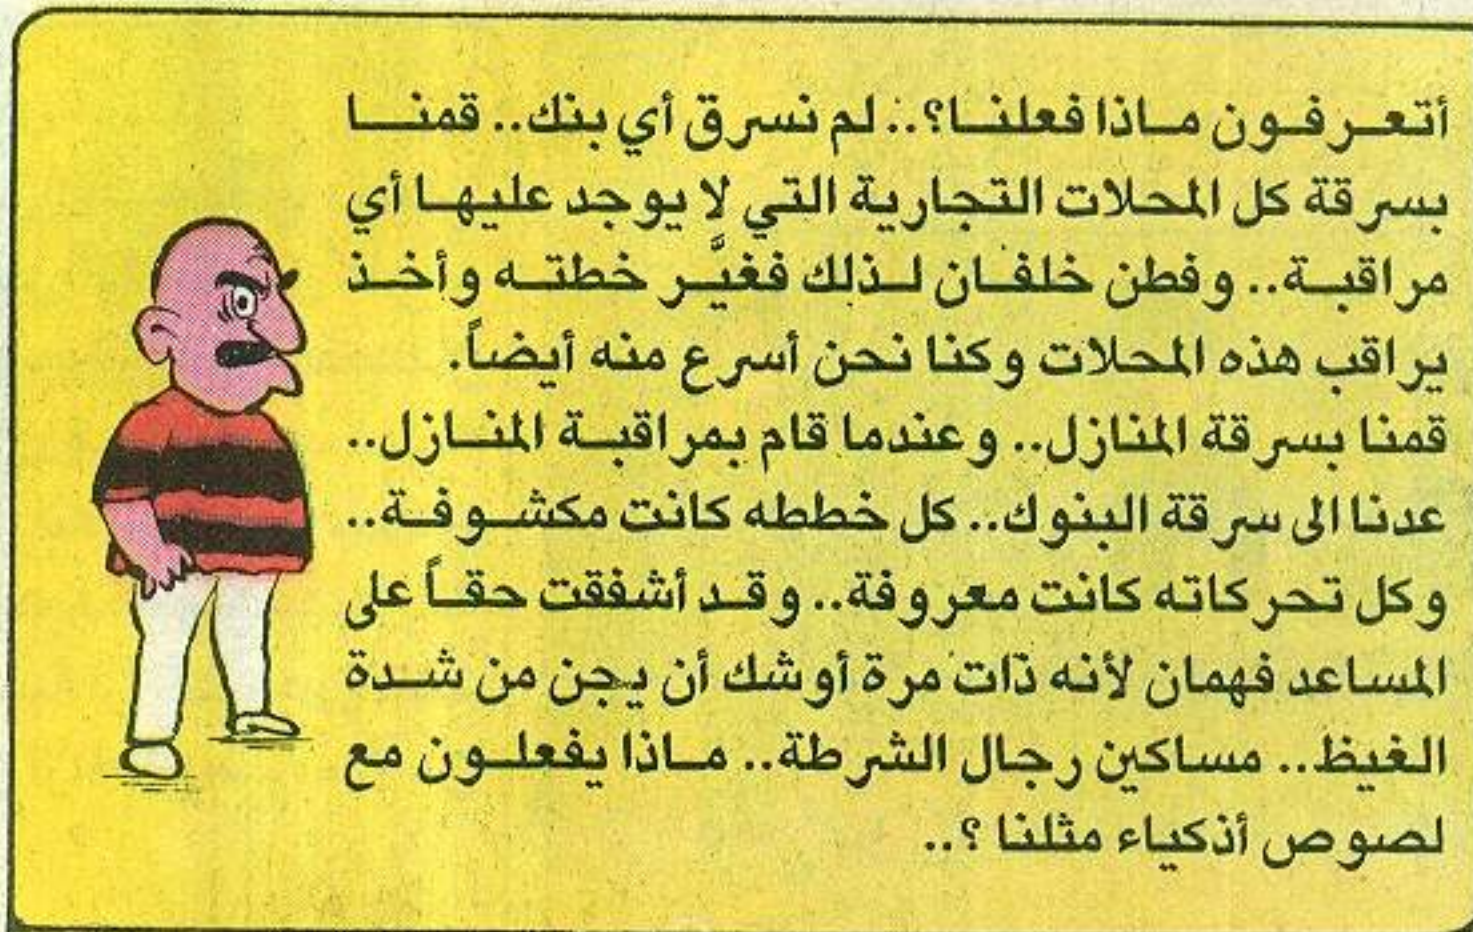 أتعرفون ماذا فعلنا؟.. لم نسرق أي بنك.. قمنا
بسرقة كل المحلات التجارية التي لا يوجد عليها أي
مراقبة.. وفطن خلفان لذلك فغيَّر خطته وأخذ
يراقب هذه المحلات وكنا نحن أسرع منه أيضاً.
قمنا بسرقة المنازل.. وعندما قام بمراقبة المنازل..
عدنا الى سرقة البنوك.. كل خططه كانت مكشوفة..
وكل تحركاته كانت معروفة.. وقد أشفقت حقاً على
المساعد فهمان لأنه ذات مرة أوشك أن يجن من شدة
الغيظ.. مساكين رجال الشرطة.. ماذا يفعلون مع
لصوص أذكياء مثلنا ؟..